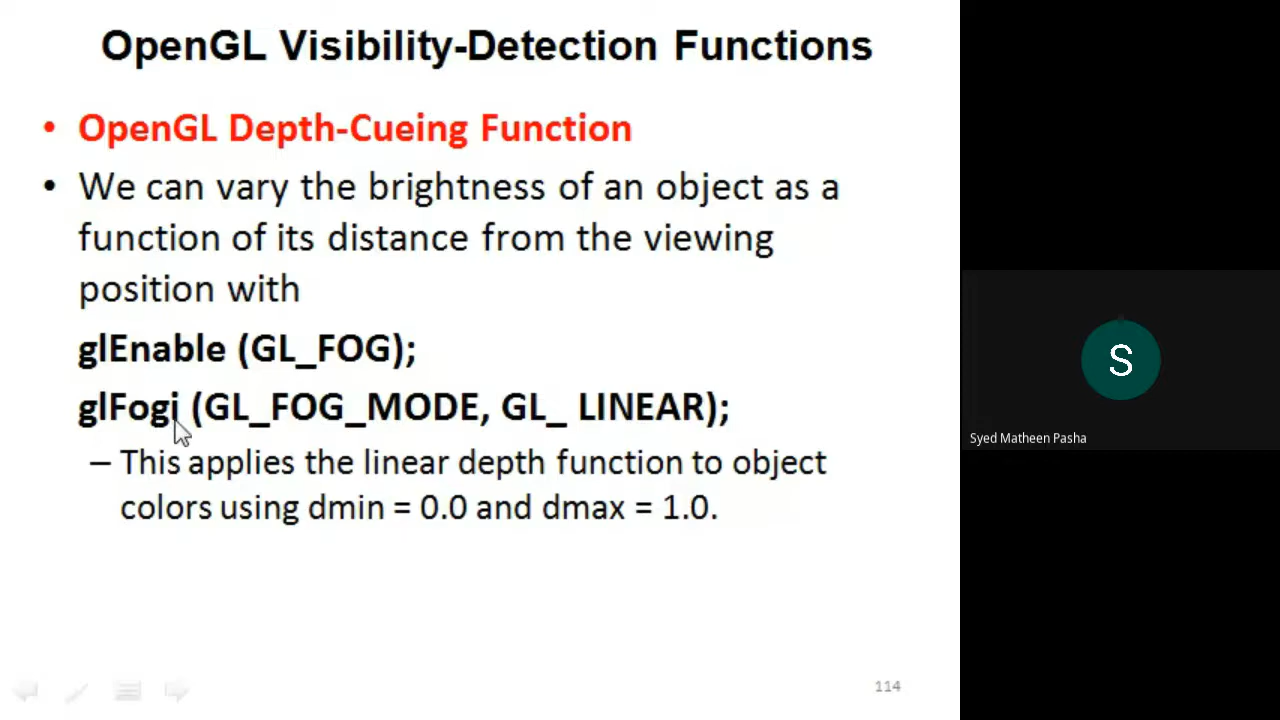 OpenGL Visibility-Detection Functions
• OpenGL Depth-Cueing Function
• We can vary the brightness of an object as a
function of its distance from the viewing
position with
glEnable (GL_FOG);
glFogi (GL_FOG_MODE, GL_ LINEAR);
– This applies the linear depth function to object
colors using dmin = 0.0 and dmax = 1.0.
114
S
Syed Matheen Pasha